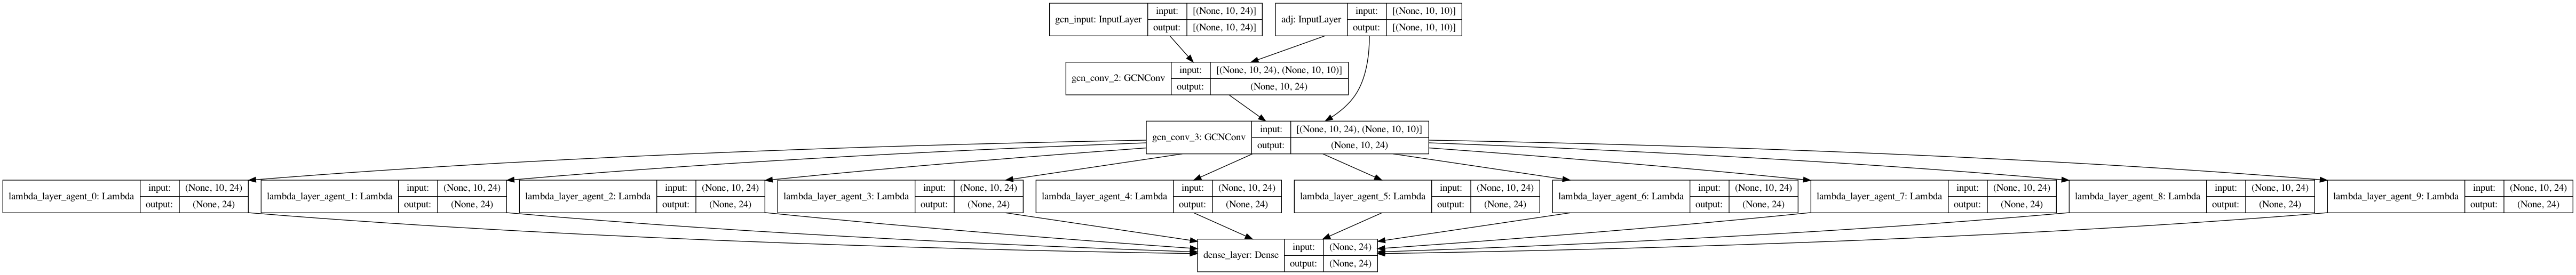 gcn_input: InputLayer
input: [(None, 10, 24)]
output: [(None, 10, 24)]
adj: InputLayer
input: [(None, 10, 10)]
output: [(None, 10, 10)]
gcn_conv_2: GCNConv
input: [(None, 10, 24), (None, 10, 10)]
output: (None, 10, 24)
gcn_conv_3: GCNConv
input: [(None, 10, 24), (None, 10, 10)]
output: (None, 10, 24)
lambda_layer_agent_0: Lambda
input: (None, 10, 24)
output: (None, 24)
lambda_layer_agent_1: Lambda
input: (None, 10, 24)
output: (None, 24)
lambda_layer_agent_2: Lambda
input: (None, 10, 24)
output: (None, 24)
lambda_layer_agent_3: Lambda
input: (None, 10, 24)
output: (None, 24)
lambda_layer_agent_4: Lambda
input: (None, 10, 24)
output: (None, 24)
lambda_layer_agent_5: Lambda
input: (None, 10, 24)
output: (None, 24)
lambda_layer_agent_6: Lambda
input: (None, 10, 24)
output: (None, 24)
lambda_layer_agent_7: Lambda
input: (None, 10, 24)
output: (None, 24)
lambda_layer_agent_8: Lambda
input: (None, 10, 24)
output: (None, 24)
lambda_layer_agent_9: Lambda
input: (None, 10, 24)
output: (None, 24)
dense_layer: Dense
input: (None, 24)
output: (None, 24)